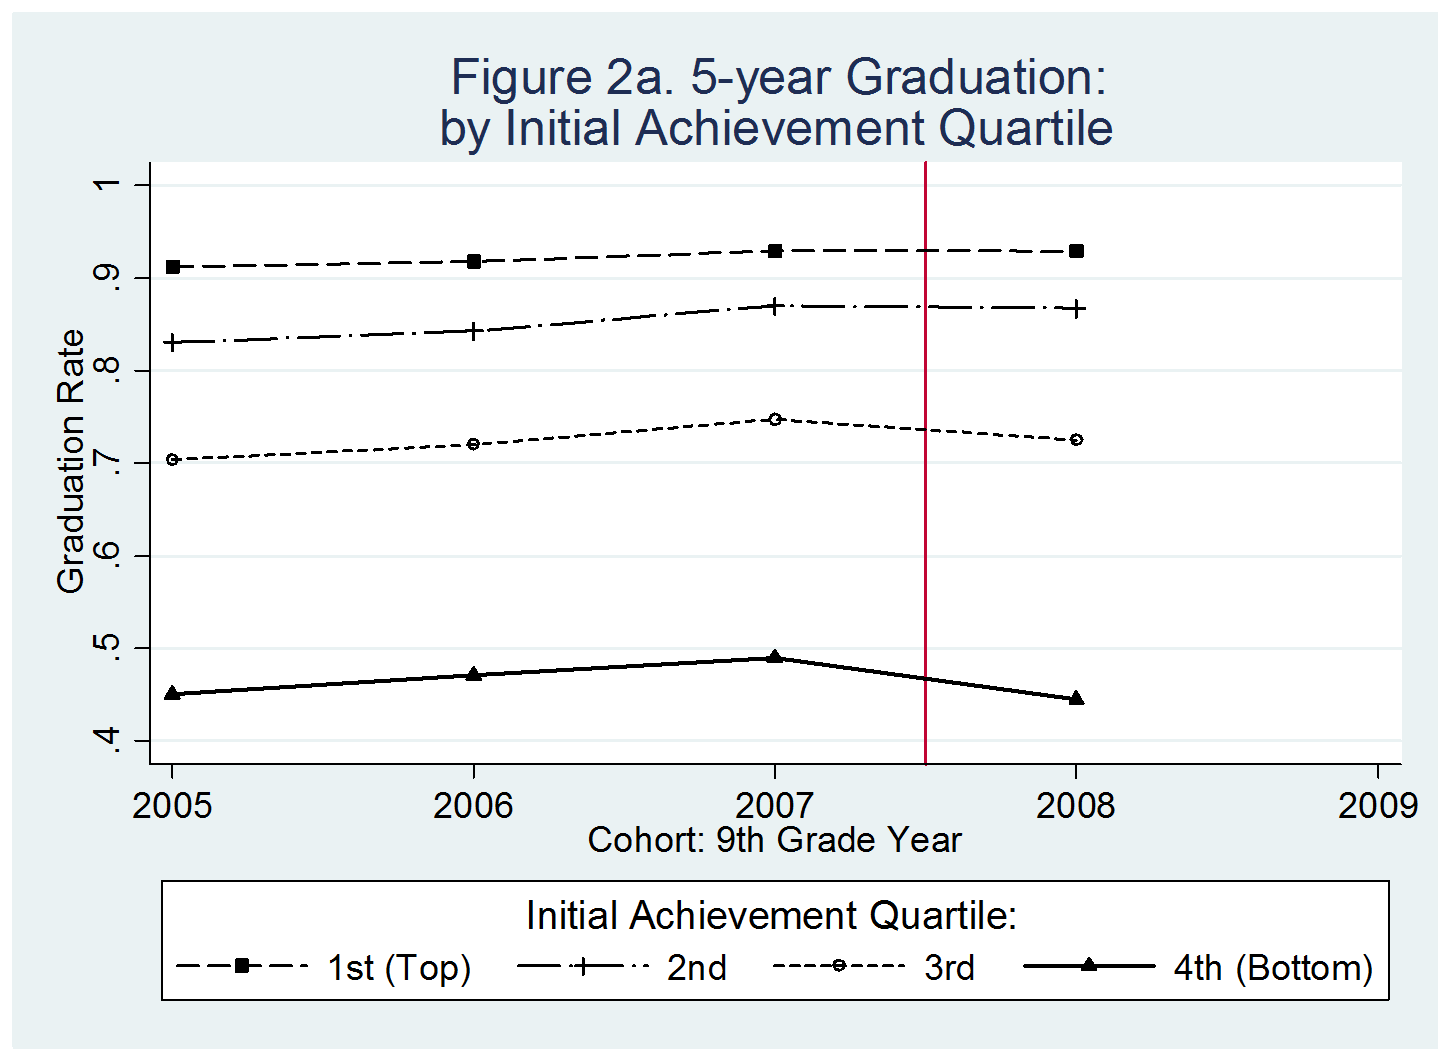 Figure 2a. 5-year Graduation:
by Initial Achievement Quartile
Graduation Rate
1
.9
.8
.7
.6
.5
.4
2005 2006 2007 2008 2009
Cohort: 9th Grade Year
Initial Achievement Quartile:
1st (Top) 2nd 3rd 4th (Bottom)